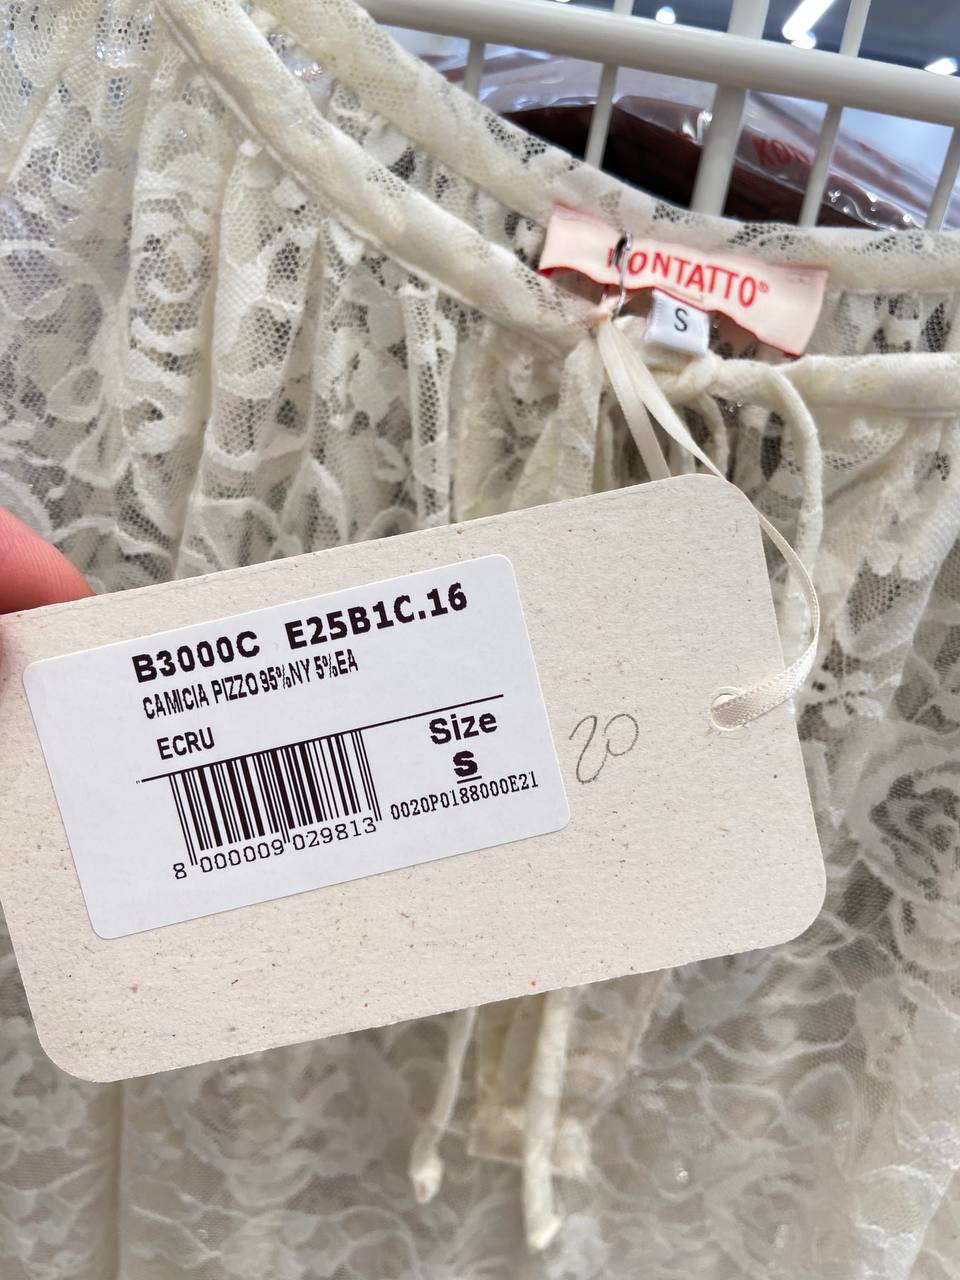 KONTATTO®
S
B3000C E25B1C.16
CAMICIA PIZZO 95%NY 5%EA
ECRU
Size
S
0020P0188000E21
8 000009 029813
20